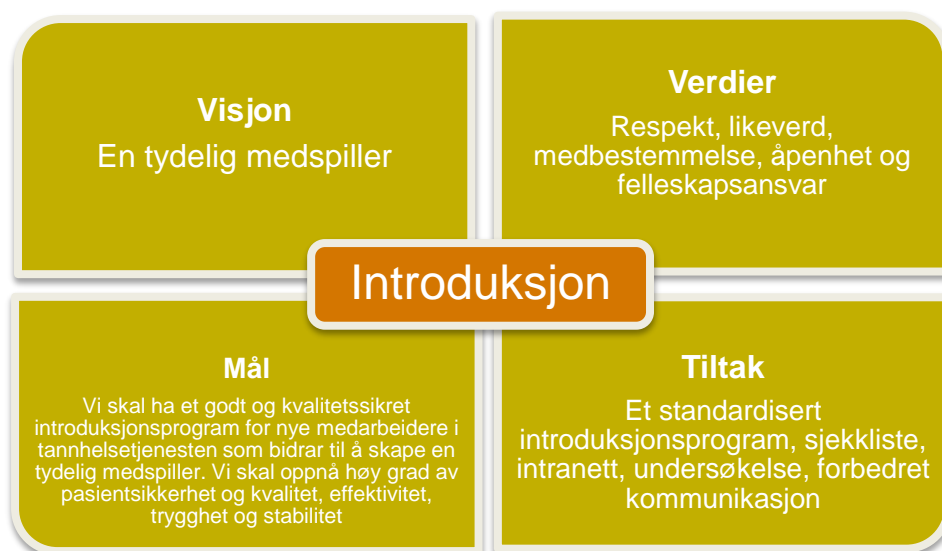 Visjon
En tydelig medspiller
Verdier
Respekt, likeverd,
medbestemmelse, åpenhet og
felleskapsansvar
Introduksjon
Mål
Vi skal ha et godt og kvalitetssikret
introduksjonsprogram for nye medarbeidere i
tannhelsetjenesten som bidrar til å skape en
tydelig medspiller. Vi skal oppnå høy grad av
pasientsikkerhet og kvalitet, effektivitet,
trygghet og stabilitet
Tiltak
Et standardisert
introduksjonsprogram, sjekkliste,
intranett, undersøkelse, forbedret
kommunikasjon